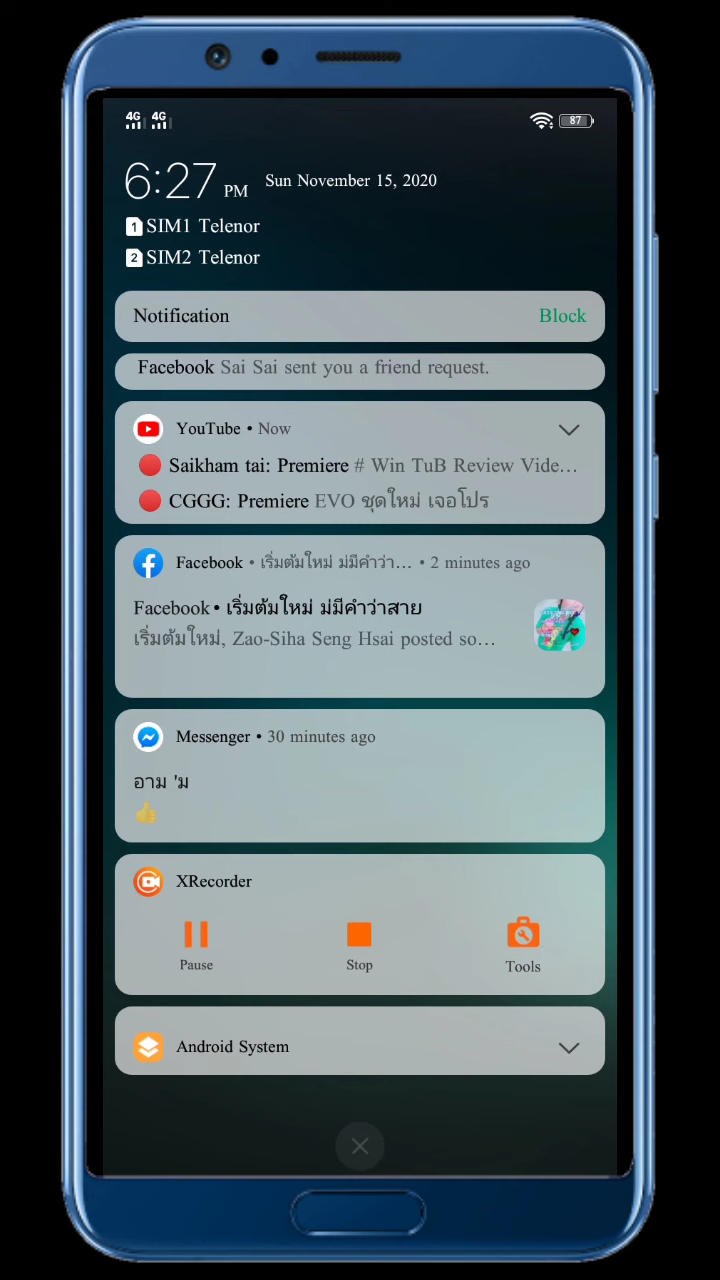 4G 4G 87
6:27 PM Sun November 15, 2020
1 SIM1 Telenor
2 SIM2 Telenor
Notification Block
Facebook Sai Sai sent you a friend request.
YouTube • Now
Saikham tai: Premiere # Win TuB Review Vide…
CGGG: Premiere EVO ชุดใหม่ เจอโปร
Facebook • เริ่มต้มใหม่ ม่มีคำว่า… • 2 minutes ago
Facebook • เริ่มต้มใหม่ ม่มีคำว่าสาย
เริ่มต้มใหม่, Zao-Siha Seng Hsai posted so…
Messenger • 30 minutes ago
อาม 'ม
XRecorder
Pause Stop Tools
Android System